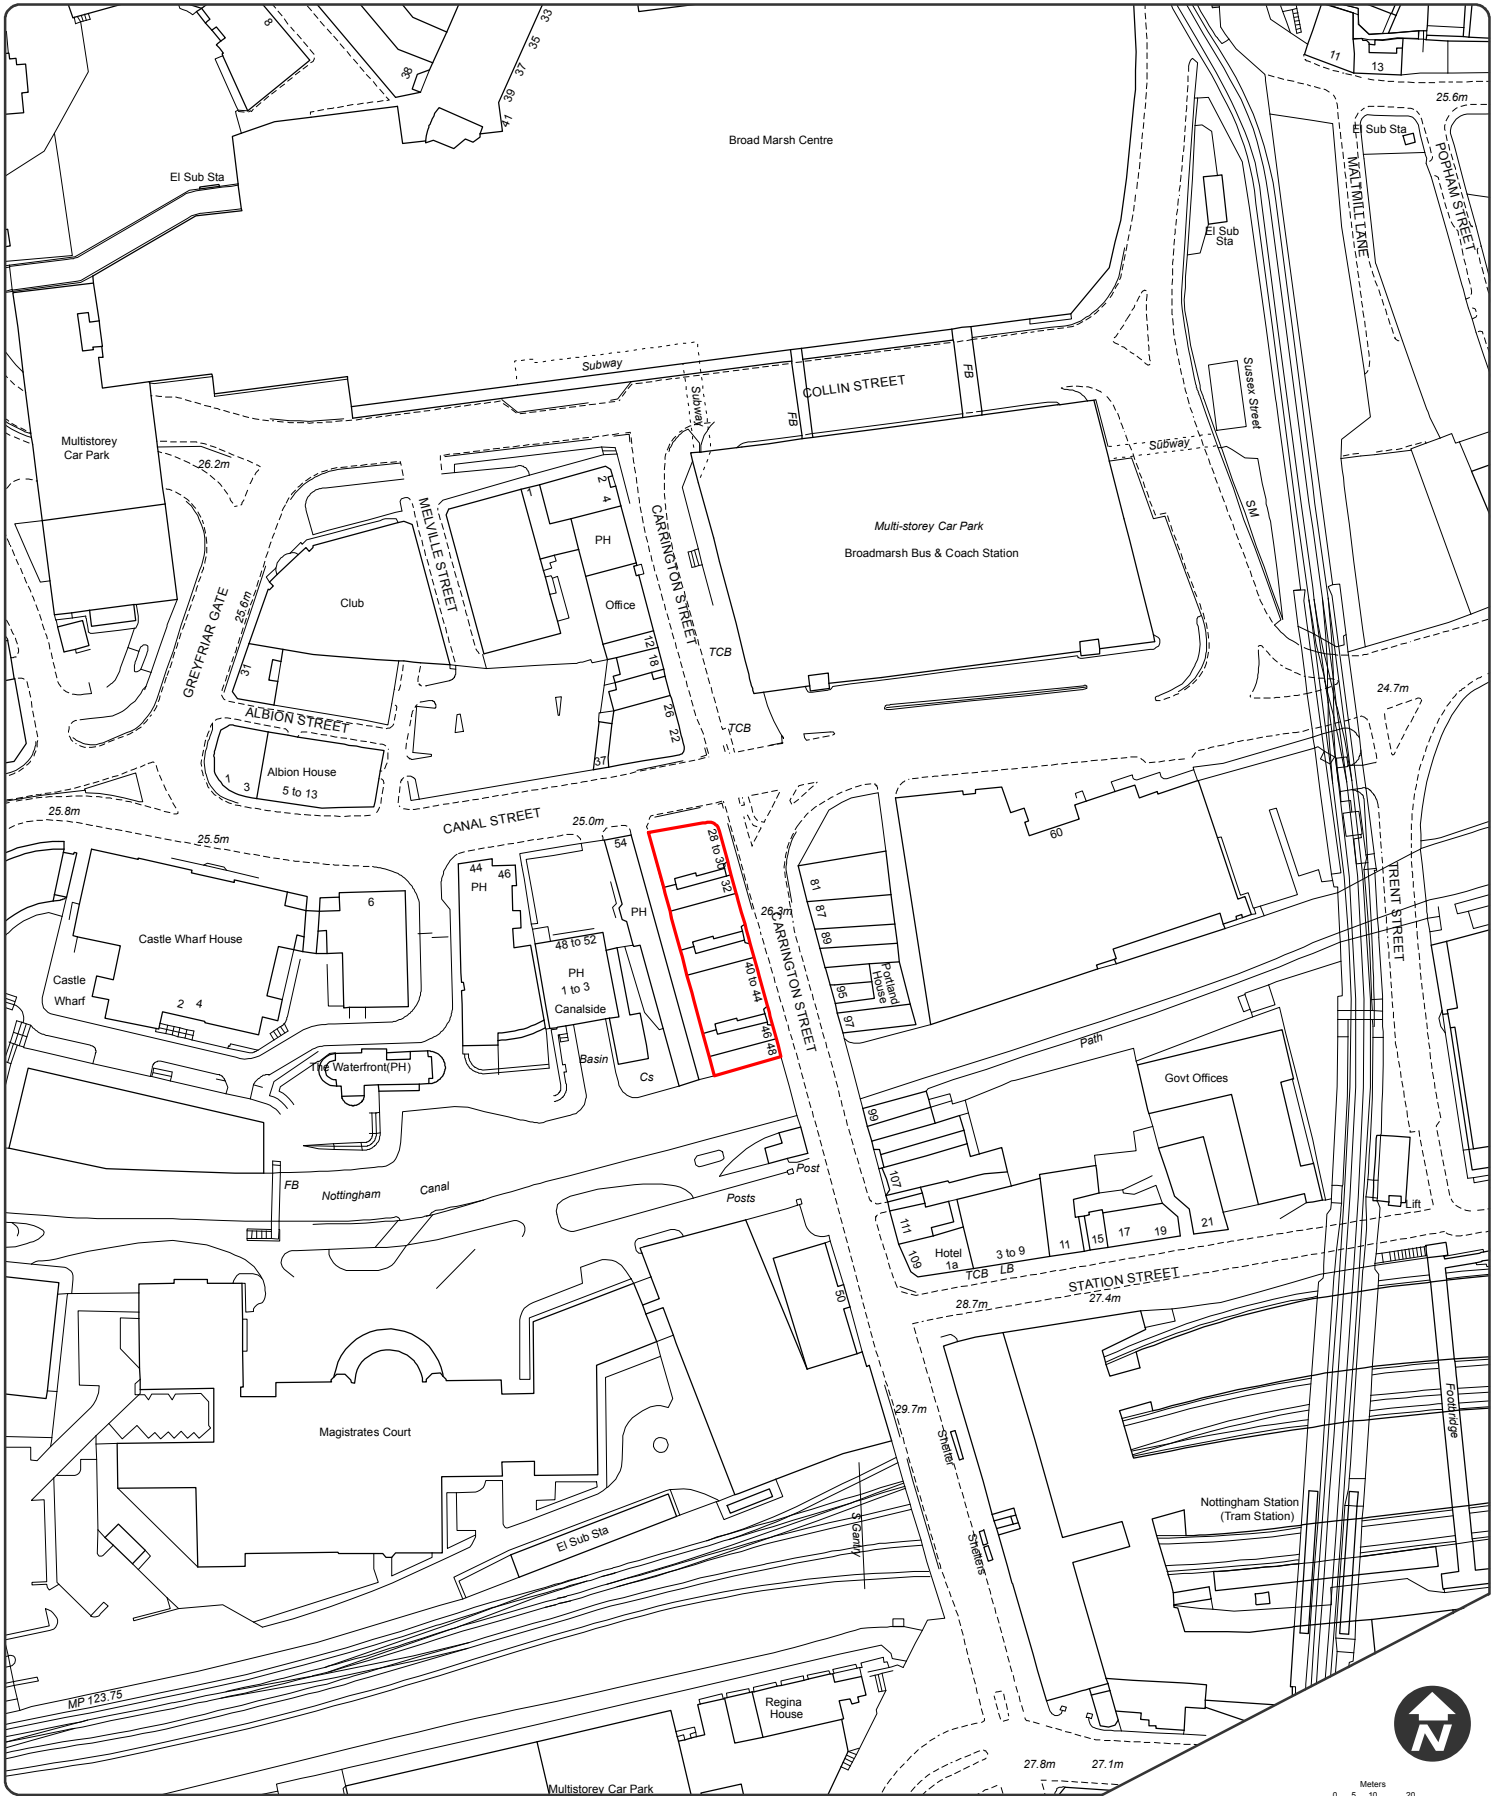 8
38
33
35
37
39
41
Broad Marsh Centre
11
13
25.6m
El Sub Sta
El Sub Sta
MALTMILL LANE
POPHAM STREET
El Sub
Sta
Subway
Subway
FB
COLLIN STREET
FB
Sussex Street
Subway
SM
Multistorey
Car Park
26.2m
MELVILLE STREET
1
2
4
PH
CARRINGTON STREET
Multi-storey Car Park
Broadmarsh Bus & Coach Station
Club
25.6m
GREYFRIAR GATE
Office
12
18
TCB
31
26
22
TCB
24.7m
ALBION STREET
37
Albion House
5 to 13
1
3
25.8m
25.5m
CANAL STREET
25.0m
54
28 to 30
32
60
44
46
PH
81
87
89
95
97
26.3m
PH
6
Castle Wharf House
48 to 52
PH
1 to 3
Canalside
40 to 44
CARRINGTON STREET
Portland
House
TRENT STREET
Castle
Wharf
2 4
46
48
Path
The Waterfront(PH)
Basin
Cs
Govt Offices
99
107
Post
Posts
FB
Nottingham
Canal
111
109
Hotel
1a
3 to 9
11
15
17
19
21
Lift
TCB LB
STATION STREET
28.7m
27.4m
50
29.7m
Footbridge
Magistrates Court
Shelter
Nottingham Station
(Tram Station)
S Gantry
El Sub Sta
Shelters
MP 123.75
Regina
House
27.8m
27.1m
Multistorey Car Park
N
Meters
0 5 10 20